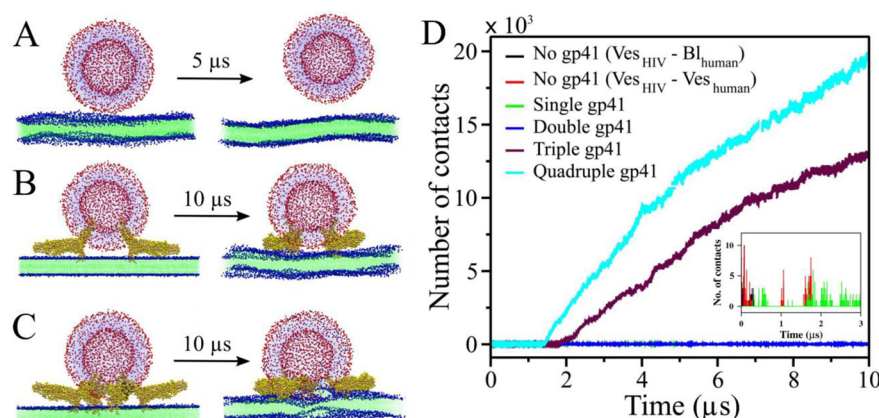 A
5 µs
B
10 µs
C
10 µs
D
x 10³
20
15
10
5
0
Number of contacts
No gp41 (Ves_HIV - Bl_human)
No gp41 (Ves_HIV - Ves_human)
Single gp41
Double gp41
Triple gp41
Quadruple gp41
No. of contacts
10
5
0
0 1 2 3
Time (µs)
0 2 4 6 8 10
Time (µs)